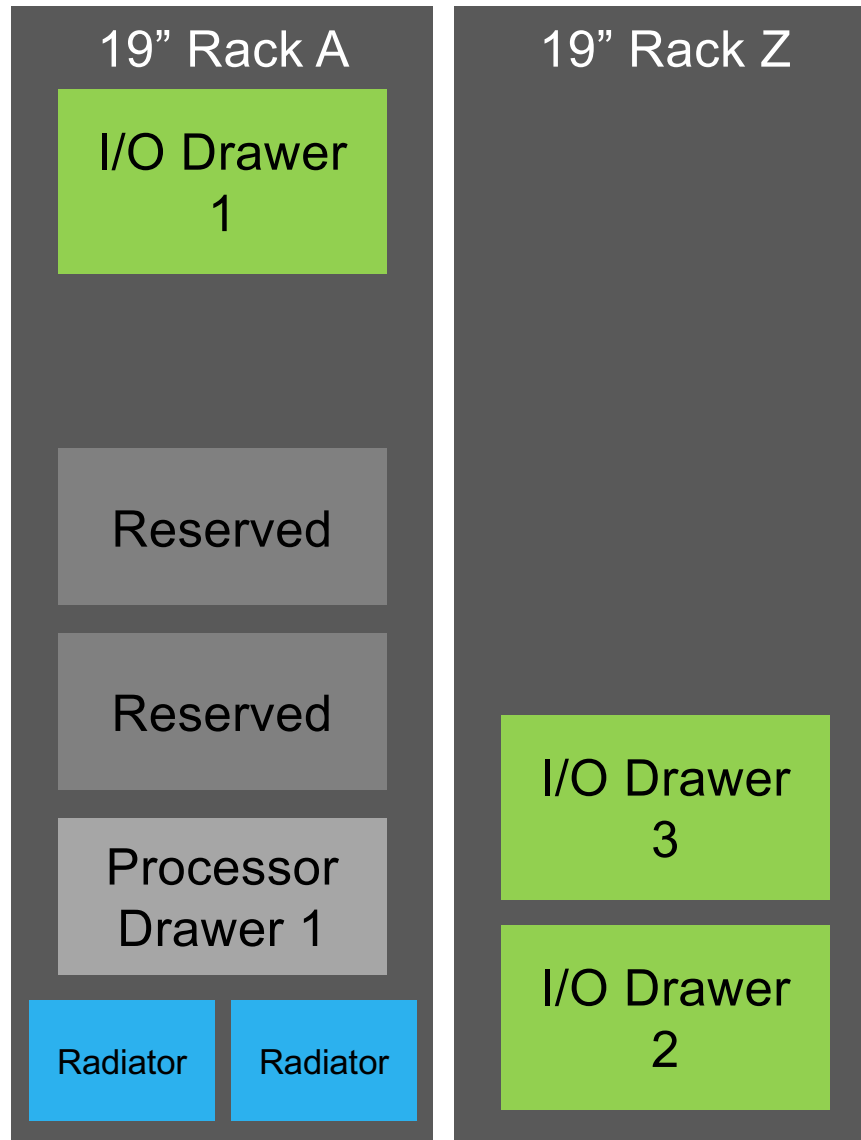 19” Rack A
I/O Drawer
1
Reserved
Reserved
Processor
Drawer 1
Radiator
Radiator
19” Rack Z
I/O Drawer
3
I/O Drawer
2